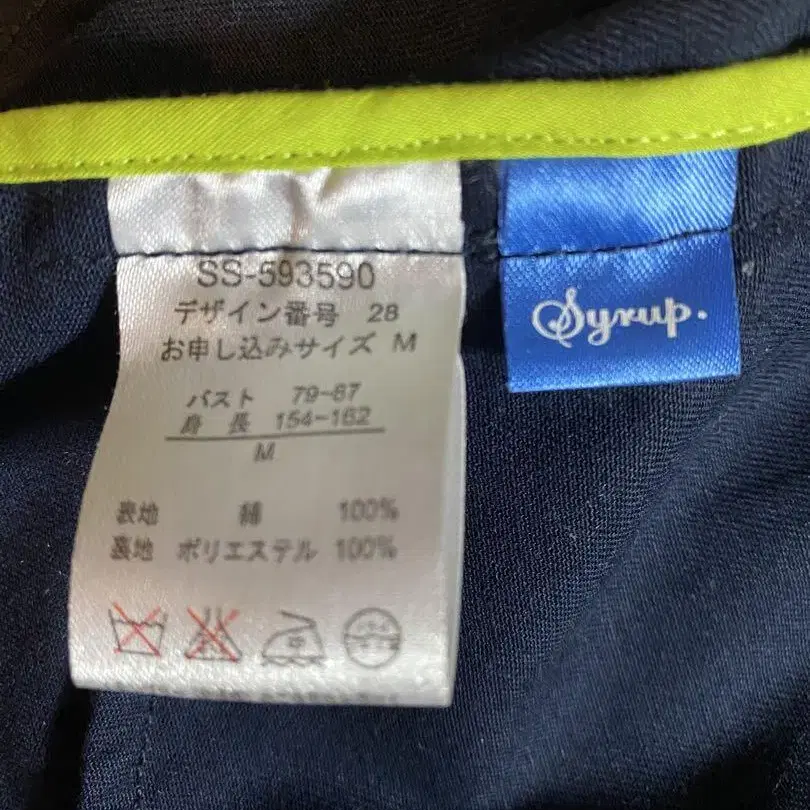 SS-593590
デザイン番号 28
お申し込みサイズ M
バスト 79-87
身長 154-162
M
表地 綿 100%
裏地 ポリエステル 100%
Syrup.